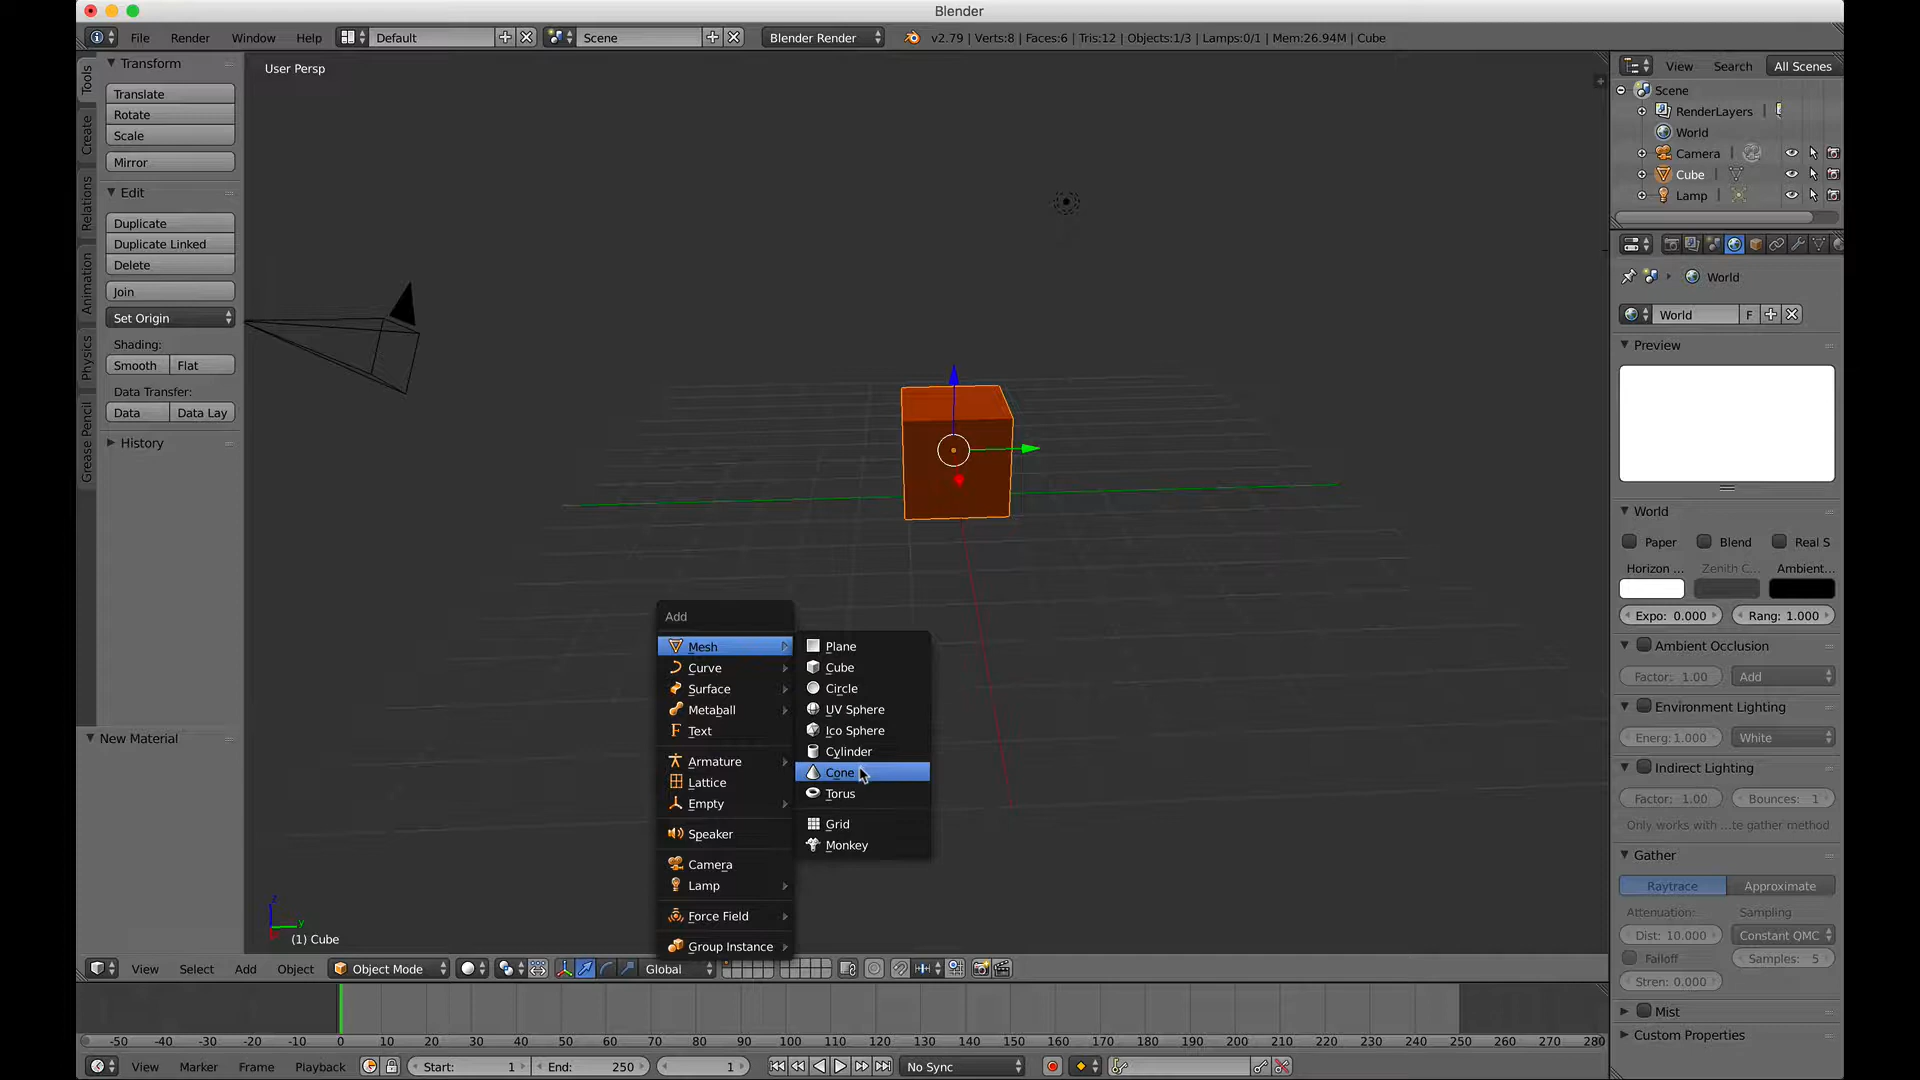 Blender
File Render Window Help Default Scene Blender Render v2.79 | Verts:8 | Faces:6 | Tris:12 | Objects:1/3 | Lamps:0/1 | Mem:26.94M | Cube
Tools
Create
Relations
Animation
Physics
Grease Pencil
Transform
Translate
Rotate
Scale
Mirror
Edit
Duplicate
Duplicate Linked
Delete
Join
Set Origin
Shading:
Smooth Flat
Data Transfer:
Data Data Lay
History
New Material
User Persp
Add
Mesh
Curve
Surface
Metaball
Text
Armature
Lattice
Empty
Speaker
Camera
Lamp
Force Field
Group Instance
Plane
Cube
Circle
UV Sphere
Ico Sphere
Cylinder
Cone
Torus
Grid
Monkey
z
y
(1) Cube
View Select Add Object Object Mode Global
View Search All Scenes
Scene
RenderLayers
World
Camera
Cube
Lamp
World
World F
Preview
World
Paper Blend Real S
Horizon ... Zenith C... Ambient...
Expo: 0.000 Rang: 1.000
Ambient Occlusion
Factor: 1.00 Add
Environment Lighting
Energ:1.000 White
Indirect Lighting
Factor: 1.00 Bounces: 1
Only works with ...te gather method
Gather
Raytrace Approximate
Attenuation: Sampling
Dist: 10.000 Constant QMC
Falloff Samples: 5
Stren: 0.000
Mist
Custom Properties
-50 -40 -30 -20 -10 0 10 20 30 40 50 60 70 80 90 100 110 120 130 140 150 160 170 180 190 200 210 220 230 240 250 260 270 280
View Marker Frame Playback Start: 1 End: 250 1 No Sync